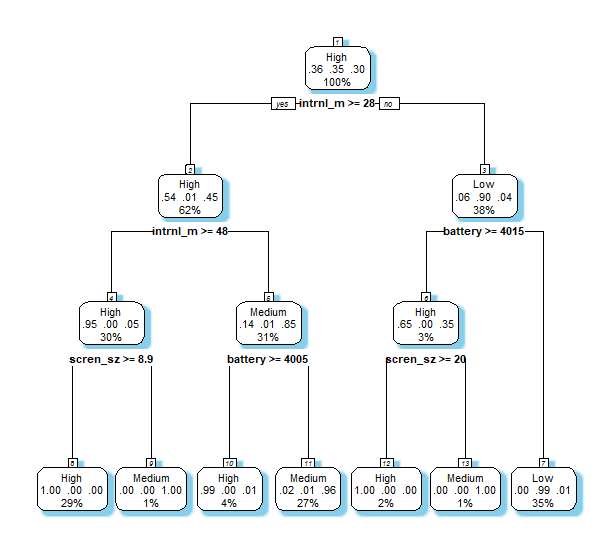 1
High
.36 .35 .30
100%
yes intrnl_m >= 28 no
2
High
.54 .01 .45
62%
3
Low
.06 .90 .04
38%
intrnl_m >= 48
battery >= 4015
4
High
.95 .00 .05
30%
5
Medium
.14 .01 .85
31%
6
High
.65 .00 .35
3%
scren_sz >= 8.9
battery >= 4005
scren_sz >= 20
8
High
1.00 .00 .00
29%
9
Medium
.00 .00 1.00
1%
10
High
.99 .00 .01
4%
11
Medium
.02 .01 .96
27%
12
High
1.00 .00 .00
2%
13
Medium
.00 .00 1.00
1%
7
Low
.00 .99 .01
35%